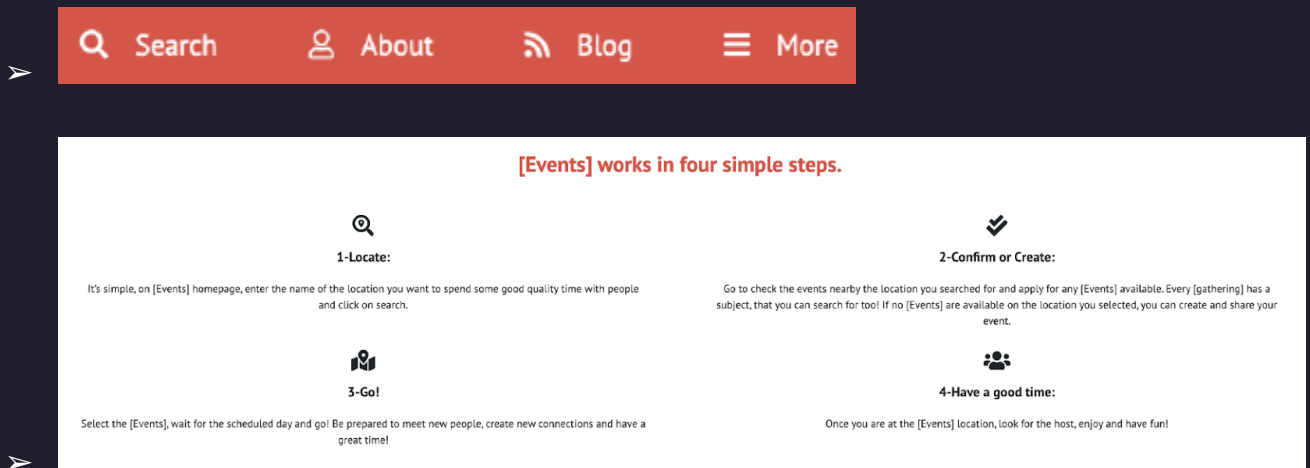 Search About Blog More
[Events] works in four simple steps.
1-Locate:
It's simple, on [Events] homepage, enter the name of the location you want to spend some good quality time with people
and click on search.
2-Confirm or Create:
Go to check the events nearby the location you searched for and apply for any [Events] available. Every [gathering] has a
subject, that you can search for too! If no [Events] are available on the location you selected, you can create and share your
event.
3-Go!
Select the [Events], wait for the scheduled day and go! Be prepared to meet new people, create new connections and have a
great time!
4-Have a good time:
Once you are at the [Events] location, look for the host, enjoy and have fun!